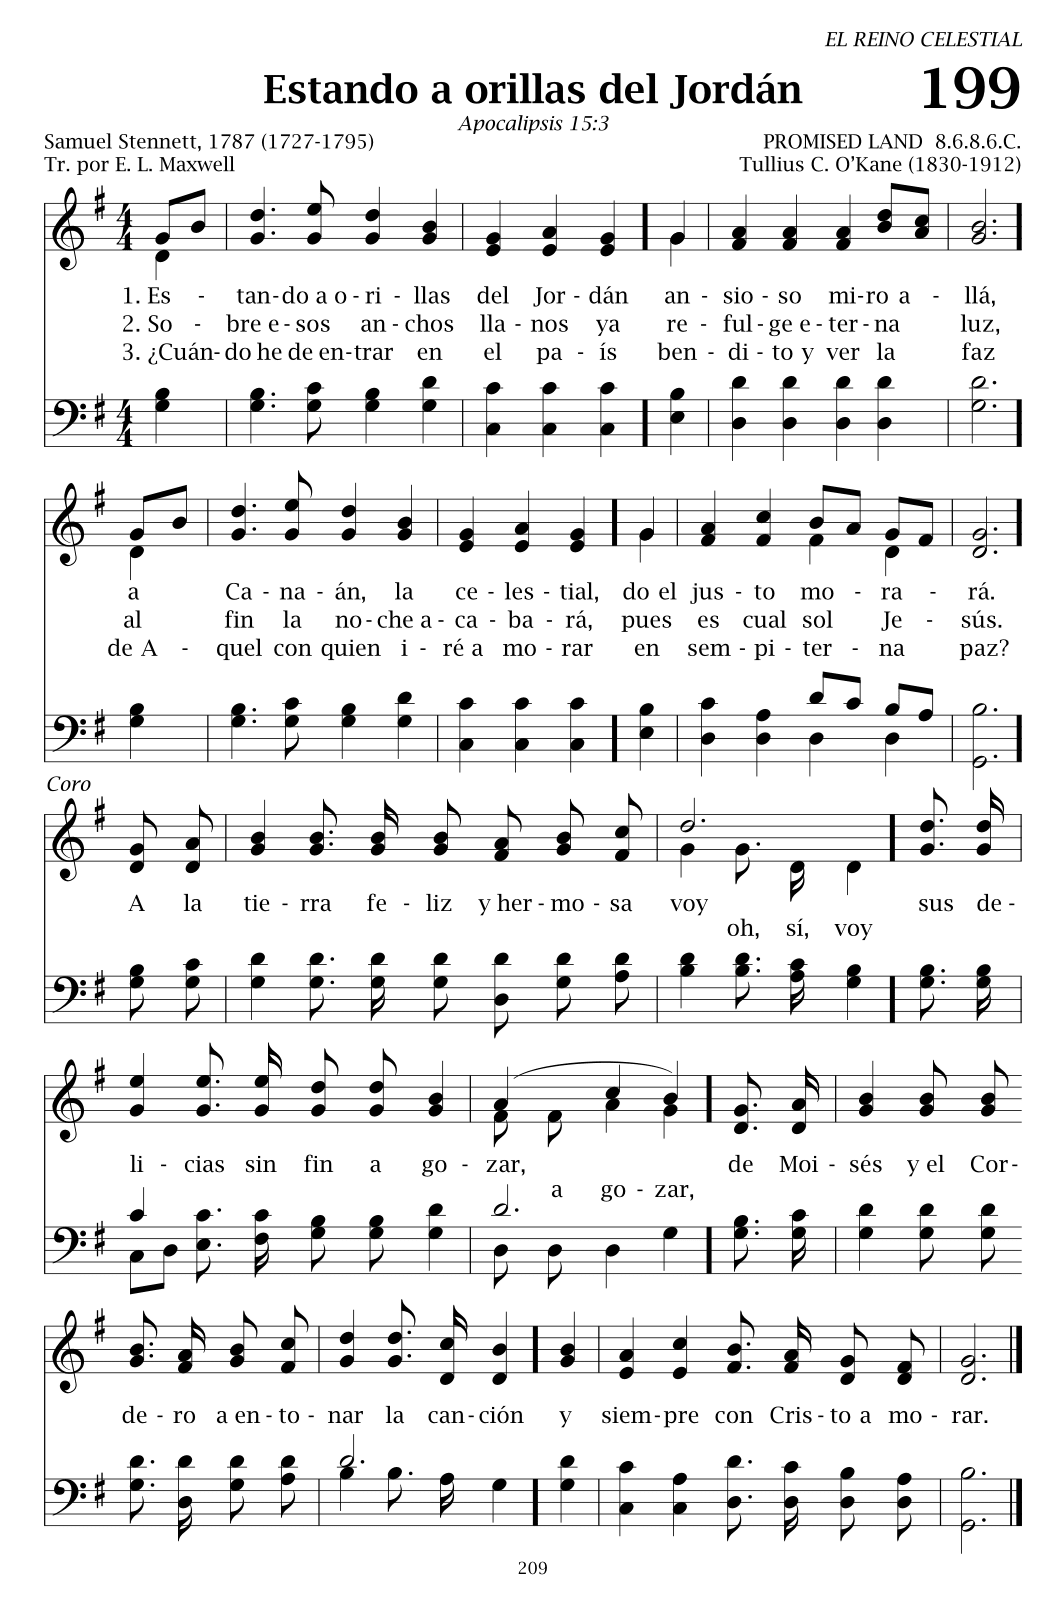 EL REINO CELESTIAL
Estando a orillas del Jordán 199
Apocalipsis 15:3
Samuel Stennett, 1787 (1727-1795) PROMISED LAND 8.6.8.6.C.
Tr. por E. L. Maxwell Tullius C. O’Kane (1830-1912)
1. Es - tan-do a o - ri - llas del Jor - dán an - sio - so mi-ro a - llá,
2. So - bre e - sos an - chos lla - nos ya re - ful - ge e - ter - na luz,
3. ¿Cuán-do he de en-trar en el pa - ís ben - di - to y ver la faz
a Ca - na - án, la ce - les - tial, do el jus - to mo - ra - rá.
al fin la no - che a - ca - ba - rá, pues es cual sol Je - sús.
de A - quel con quien i - ré a mo - rar en sem - pi - ter - na paz?
Coro
A la tie - rra fe - liz y her - mo - sa voy sus de -
oh, sí, voy
li - cias sin fin a go - zar, de Moi - sés y el Cor-
a go - zar,
de - ro a en - to - nar la can - ción y siem - pre con Cris - to a mo - rar.
209